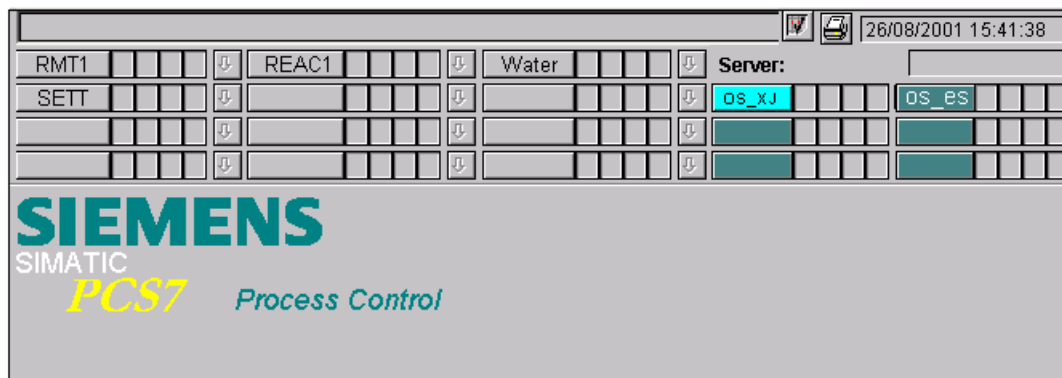 26/08/2001 15:41:38
RMT1 REAC1 Water Server:
SETT os_xJ os_es
SIEMENS
SIMATIC
PCS7 Process Control